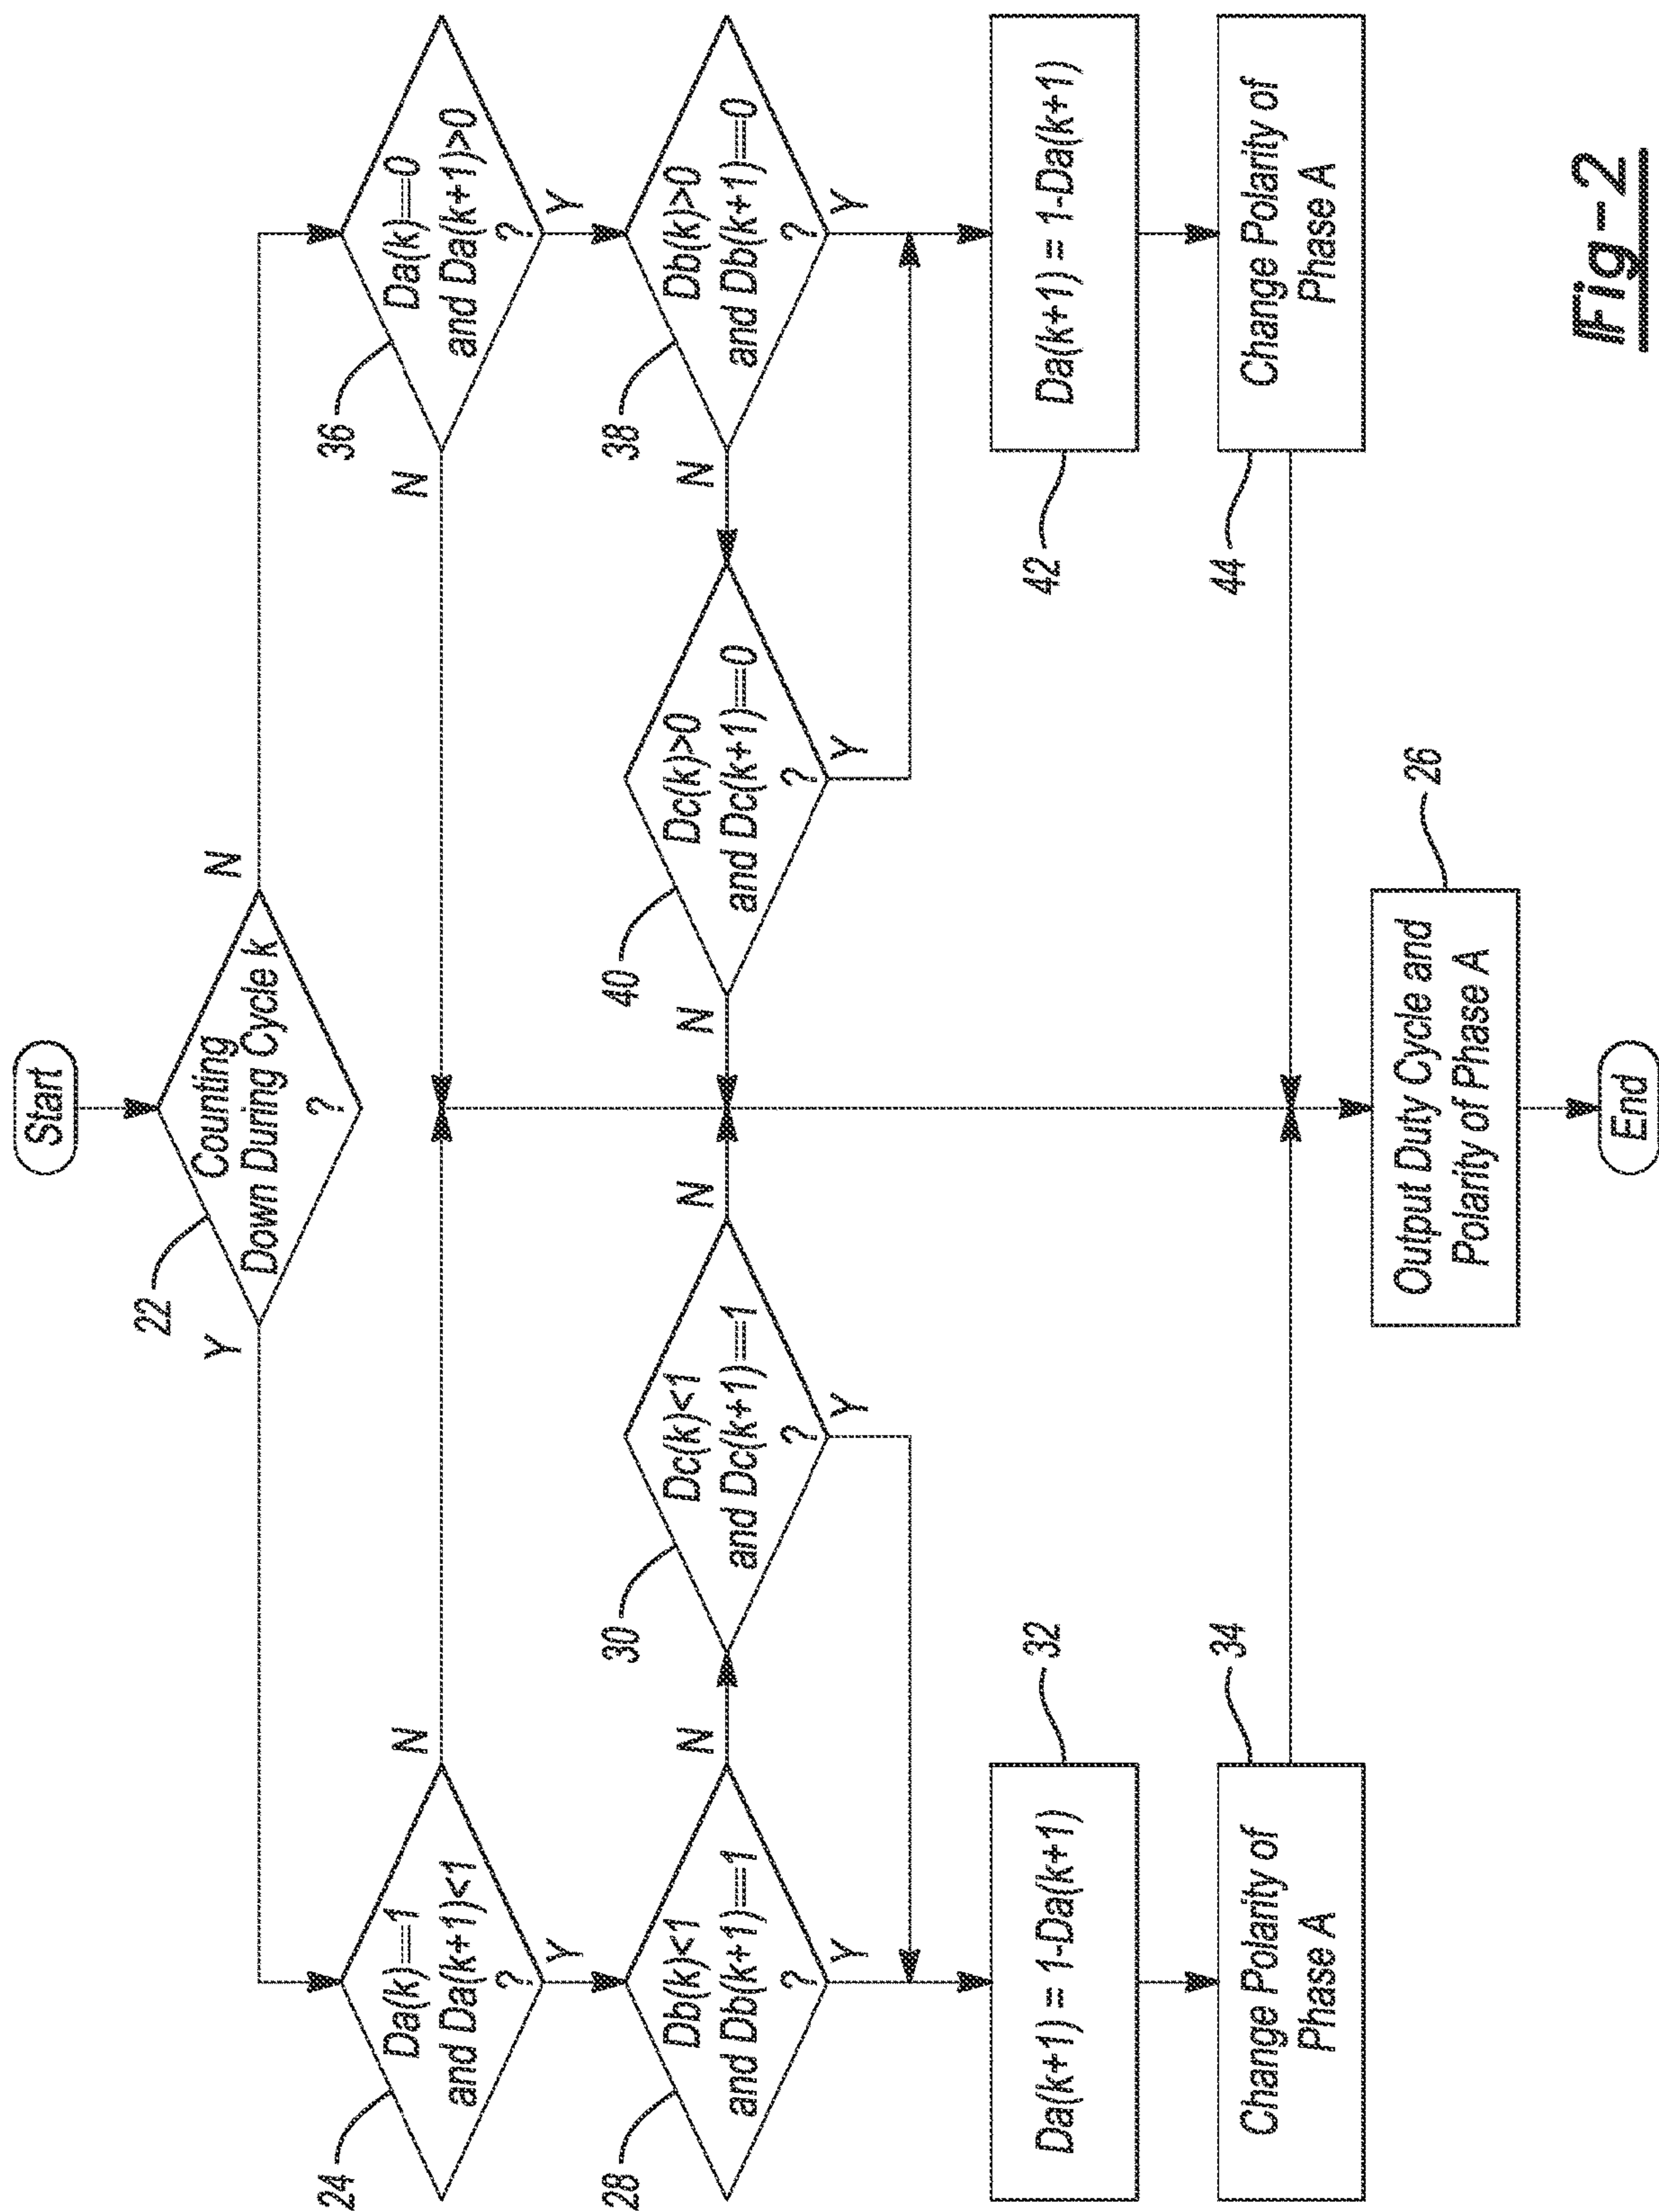 Start
22
Counting
Down During Cycle k
?
Y
N
24
Da(k)==1
and Da(k+1)<1
?
N
Y
36
Da(k)==0
and Da(k+1)>0
?
N
Y
28
Db(k)<1
and Db(k+1)==1
?
N
Y
30
Dc(k)<1
and Dc(k+1)==1
?
N
Y
40
Dc(k)>0
and Dc(k+1)==0
?
N
Y
38
Db(k)>0
and Db(k+1)==0
?
N
Y
32
Da(k+1) = 1-Da(k+1)
42
Da(k+1) = 1-Da(k+1)
34
Change Polarity of
Phase A
44
Change Polarity of
Phase A
26
Output Duty Cycle and
Polarity of Phase A
End
Fig-2